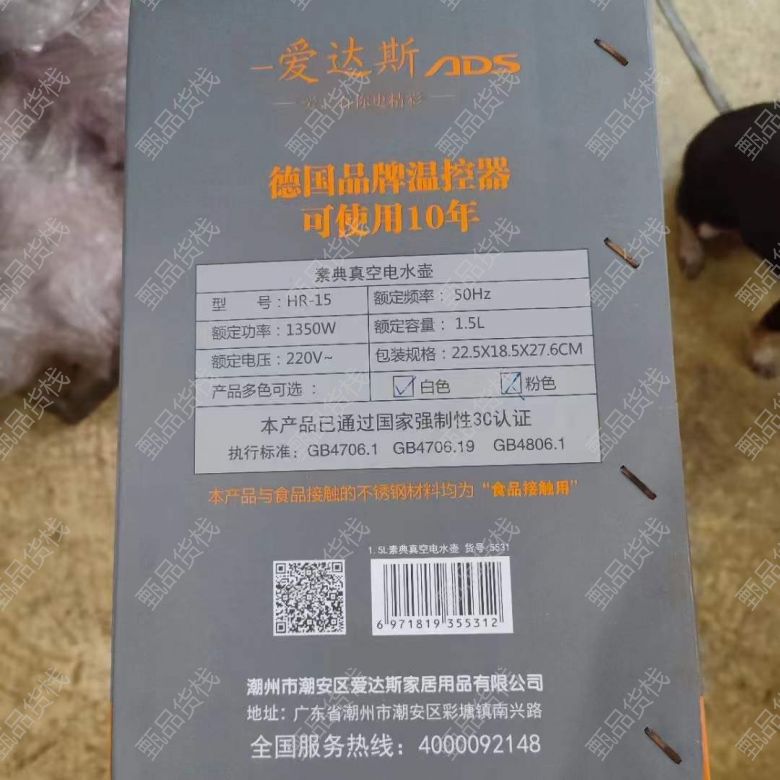 爱达斯 ADS
德国品牌温控器
可使用10年
素典真空电水壶
型 号：HR-15 额定频率：50Hz
额定功率：1350W 额定容量：1.5L
额定电压：220V~ 包装规格：22.5X18.5X27.6CM
产品多色可选： 白色 粉色
本产品已通过国家强制性3C认证
执行标准：GB4706.1 GB4706.19 GB4806.1
本产品与食品接触的不锈钢材料均为“食品接触用”
1.5L素典真空电水壶 货号：5531
6 971819 355312
潮州市潮安区爱达斯家居用品有限公司
地址：广东省潮州市潮安区彩塘镇南兴路
全国服务热线：4000092148
甄品货栈